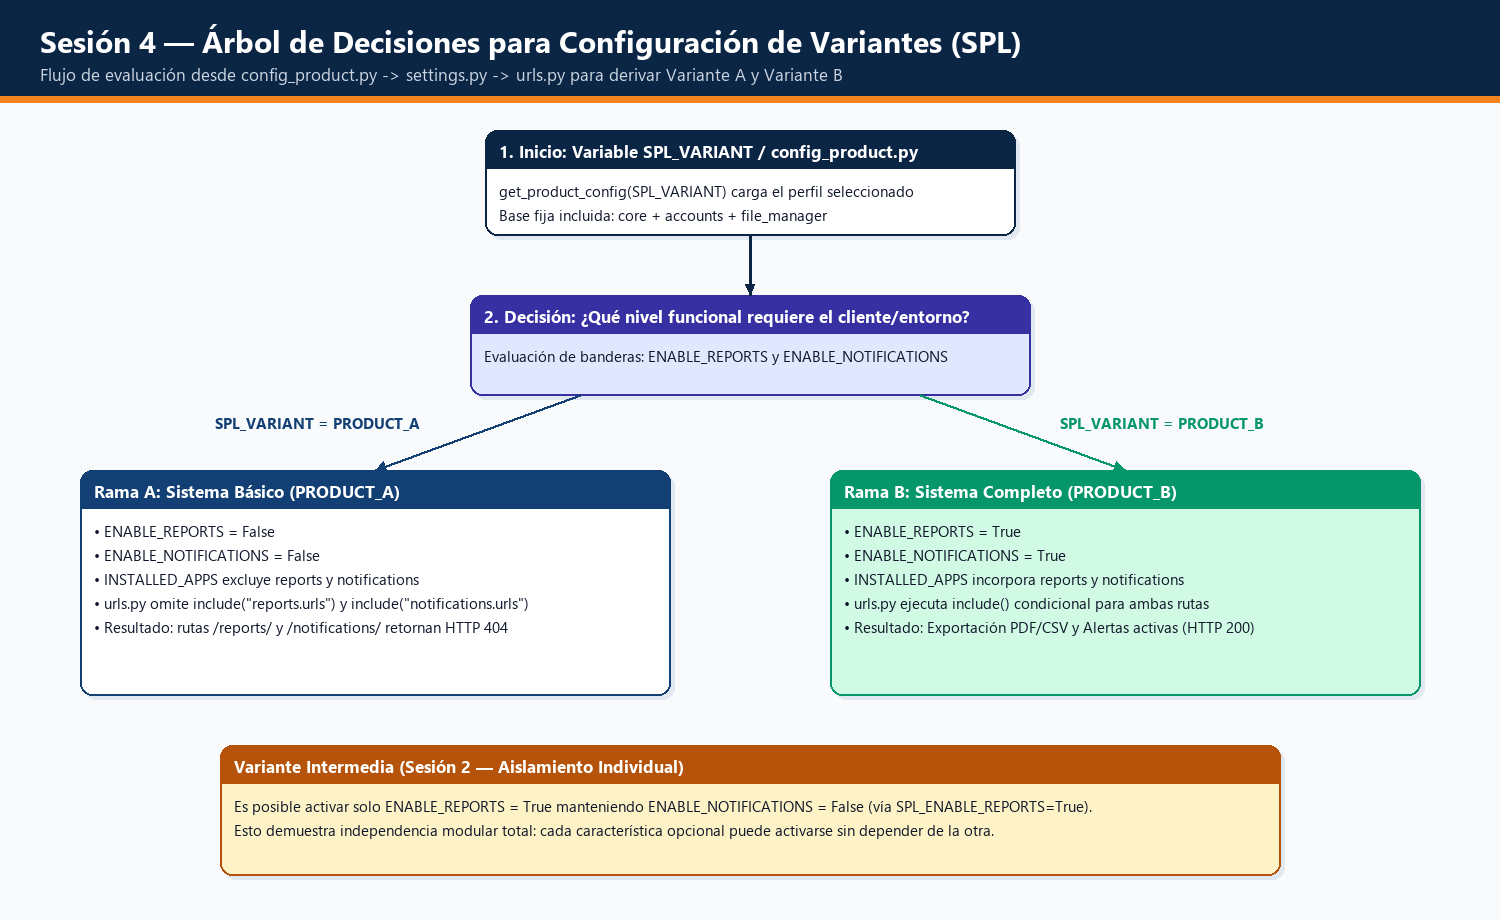 Sesión 4 — Árbol de Decisiones para Configuración de Variantes (SPL)
Flujo de evaluación desde config_product.py -> settings.py -> urls.py para derivar Variante A y Variante B
1. Inicio: Variable SPL_VARIANT / config_product.py
get_product_config(SPL_VARIANT) carga el perfil seleccionado
Base fija incluida: core + accounts + file_manager
2. Decisión: ¿Qué nivel funcional requiere el cliente/entorno?
Evaluación de banderas: ENABLE_REPORTS y ENABLE_NOTIFICATIONS
SPL_VARIANT = PRODUCT_A
SPL_VARIANT = PRODUCT_B
Rama A: Sistema Básico (PRODUCT_A)
• ENABLE_REPORTS = False
• ENABLE_NOTIFICATIONS = False
• INSTALLED_APPS excluye reports y notifications
• urls.py omite include("reports.urls") y include("notifications.urls")
• Resultado: rutas /reports/ y /notifications/ retornan HTTP 404
Rama B: Sistema Completo (PRODUCT_B)
• ENABLE_REPORTS = True
• ENABLE_NOTIFICATIONS = True
• INSTALLED_APPS incorpora reports y notifications
• urls.py ejecuta include() condicional para ambas rutas
• Resultado: Exportación PDF/CSV y Alertas activas (HTTP 200)
Variante Intermedia (Sesión 2 — Aislamiento Individual)
Es posible activar solo ENABLE_REPORTS = True manteniendo ENABLE_NOTIFICATIONS = False (vía SPL_ENABLE_REPORTS=True).
Esto demuestra independencia modular total: cada característica opcional puede activarse sin depender de la otra.